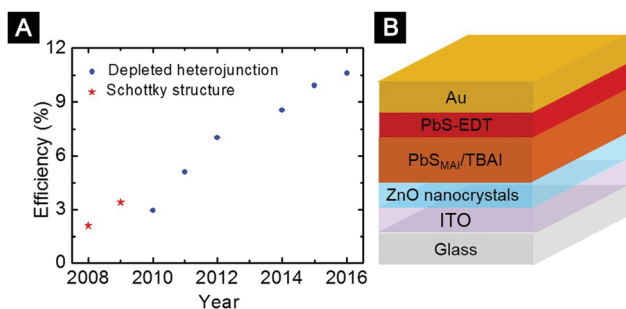 A
12
9
6
3
0
Efficiency (%)
Depleted heterojunction
Schottky structure
2008 2010 2012 2014 2016
Year
B
Au
PbS-EDT
PbSMAI/TBAI
ZnO nanocrystals
ITO
Glass